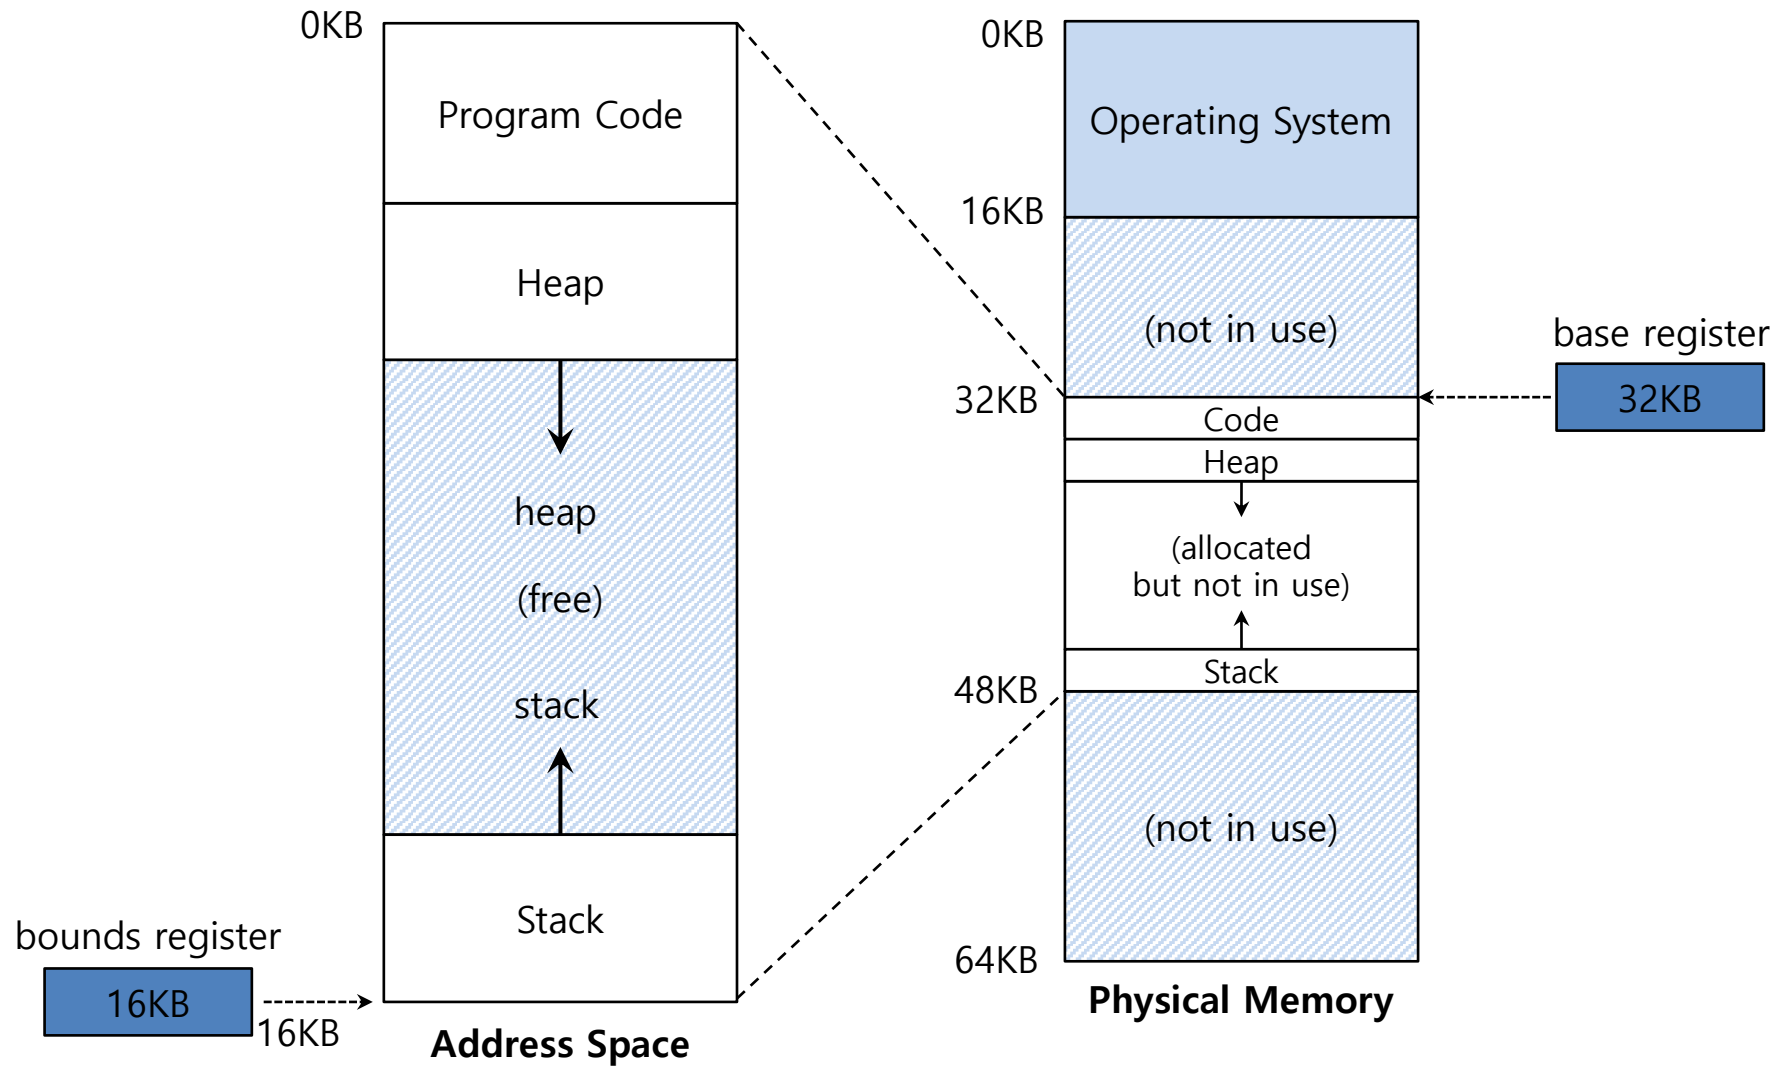 0KB
Program Code
Heap
heap
(free)
stack
Stack
bounds register
16KB
16KB
Address Space
0KB
Operating System
16KB
(not in use)
32KB
base register
32KB
Code
Heap
(allocated
but not in use)
Stack
48KB
(not in use)
64KB
Physical Memory